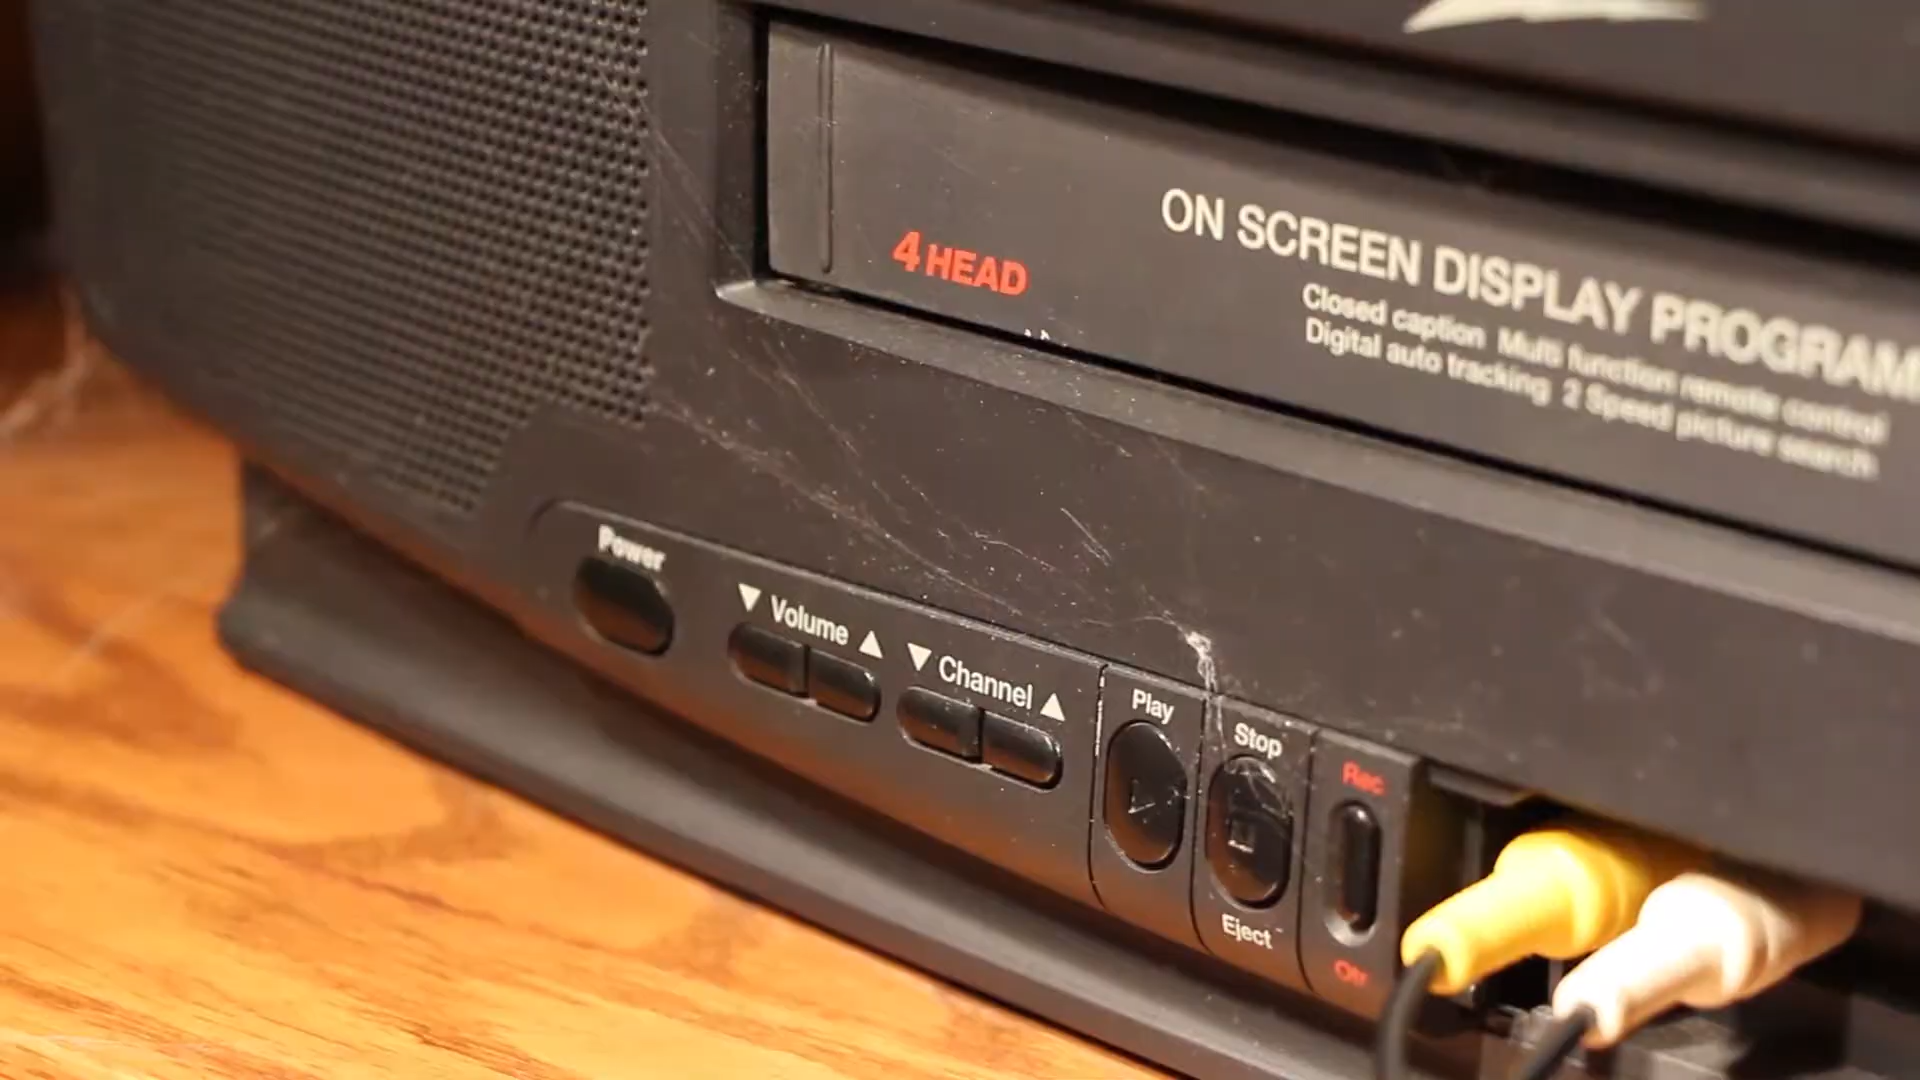 4 HEAD
ON SCREEN DISPLAY PROGRAM
Closed caption Multi function remote control
Digital auto tracking 2 Speed picture search
Power
▼ Volume ▲
▼ Channel ▲
Play
Stop
Eject
Rec
Otr